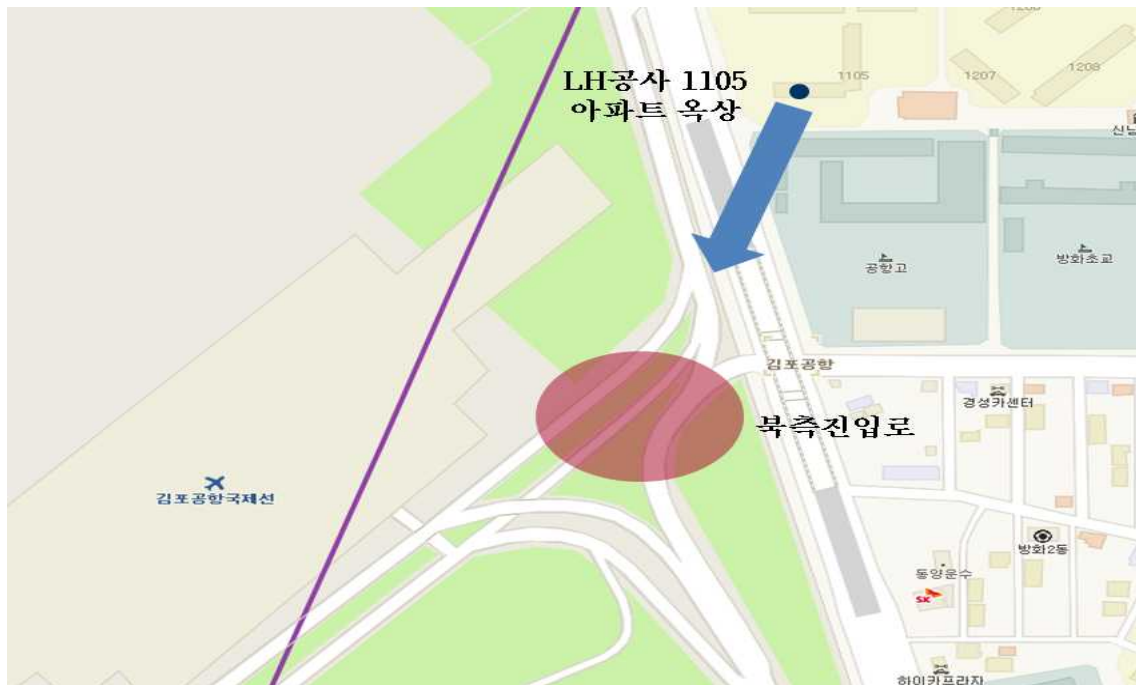 LH공사 1105
아파트 옥상
1105
1207
1208
공항고
방화초교
김포공항
경성카센터
북측진입로
김포공항국제선
방화2동
동양운수
SK
하이카프라자